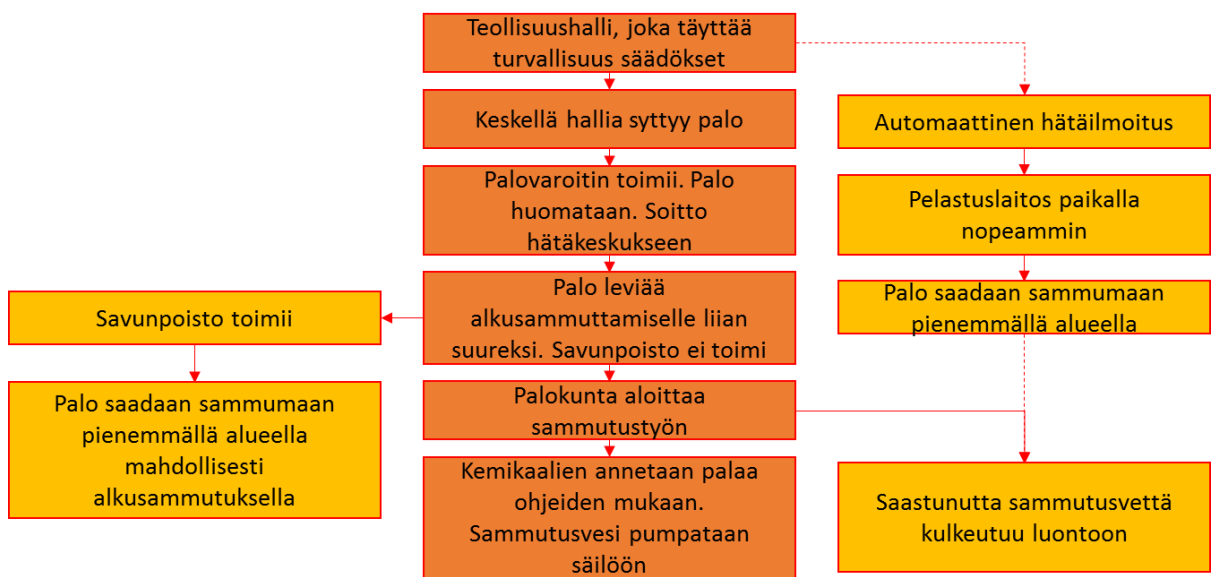 Teollisuushalli, joka täyttää
turvallisuus säädökset
Keskellä hallia syttyy palo
Automaattinen hätäilmoitus
Palovaroitin toimii. Palo
huomataan. Soitto
hätäkeskukseen
Pelastuslaitos paikalla
nopeammin
Palo leviää
alkusammuttamiselle liian
suureksi. Savunpoisto ei toimi
Savunpoisto toimii
Palo saadaan sammumaan
pienemmällä alueella
Palo saadaan sammumaan
pienemmällä alueella
mahdollisesti
alkusammutuksella
Palokunta aloittaa
sammutustyön
Kemikaalien annetaan palaa
ohjeiden mukaan.
Sammutusvesi pumpataan
säilöön
Saastunutta sammutusvettä
kulkeutuu luontoon